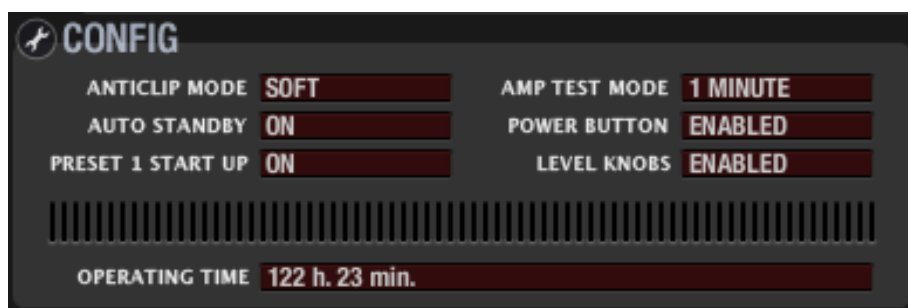 CONFIG
ANTICLIP MODE SOFT AMP TEST MODE 1 MINUTE
AUTO STANDBY ON POWER BUTTON ENABLED
PRESET 1 START UP ON LEVEL KNOBS ENABLED
OPERATING TIME 122 h. 23 min.